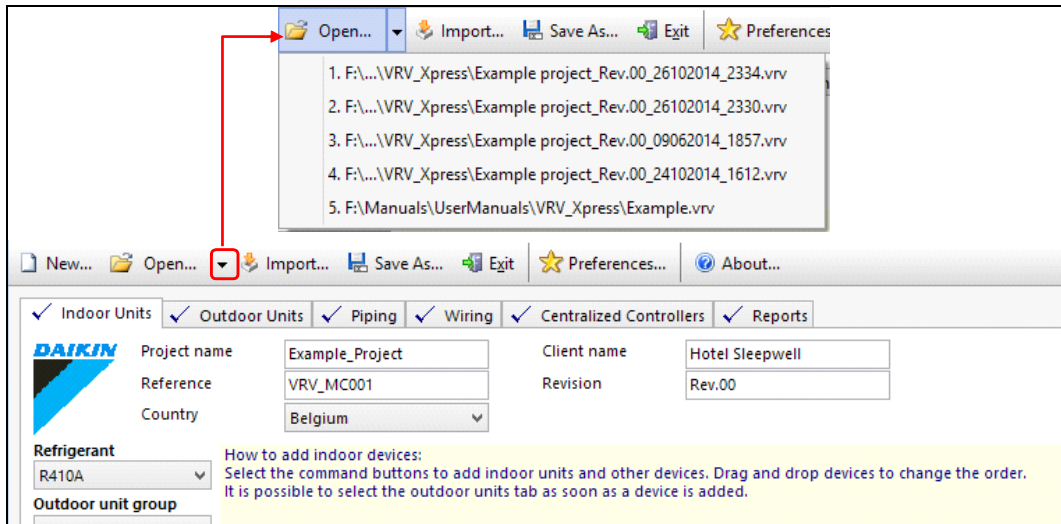 Open... Import... Save As... Exit Preferences
1. F:\...\VRV_Xpress\Example project_Rev.00_26102014_2334.vrv
2. F:\...\VRV_Xpress\Example project_Rev.00_26102014_2330.vrv
3. F:\...\VRV_Xpress\Example project_Rev.00_09062014_1857.vrv
4. F:\...\VRV_Xpress\Example project_Rev.00_24102014_1612.vrv
5. F:\Manuals\UserManuals\VRV_Xpress\Example.vrv
New... Open... Import... Save As... Exit Preferences... About...
Indoor Units Outdoor Units Piping Wiring Centralized Controllers Reports
DAIKIN Project name Example_Project Client name Hotel Sleepwell
Reference VRV_MC001 Revision Rev.00
Country Belgium
Refrigerant How to add indoor devices:
R410A Select the command buttons to add indoor units and other devices. Drag and drop devices to change the order.
It is possible to select the outdoor units tab as soon as a device is added.
Outdoor unit group